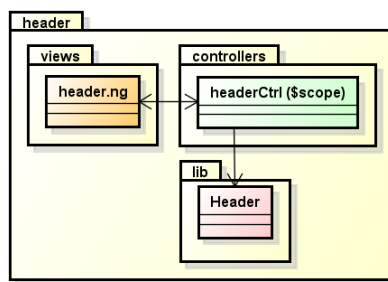 header
views
controllers
header.ng
headerCtrl ($scope)
lib
Header